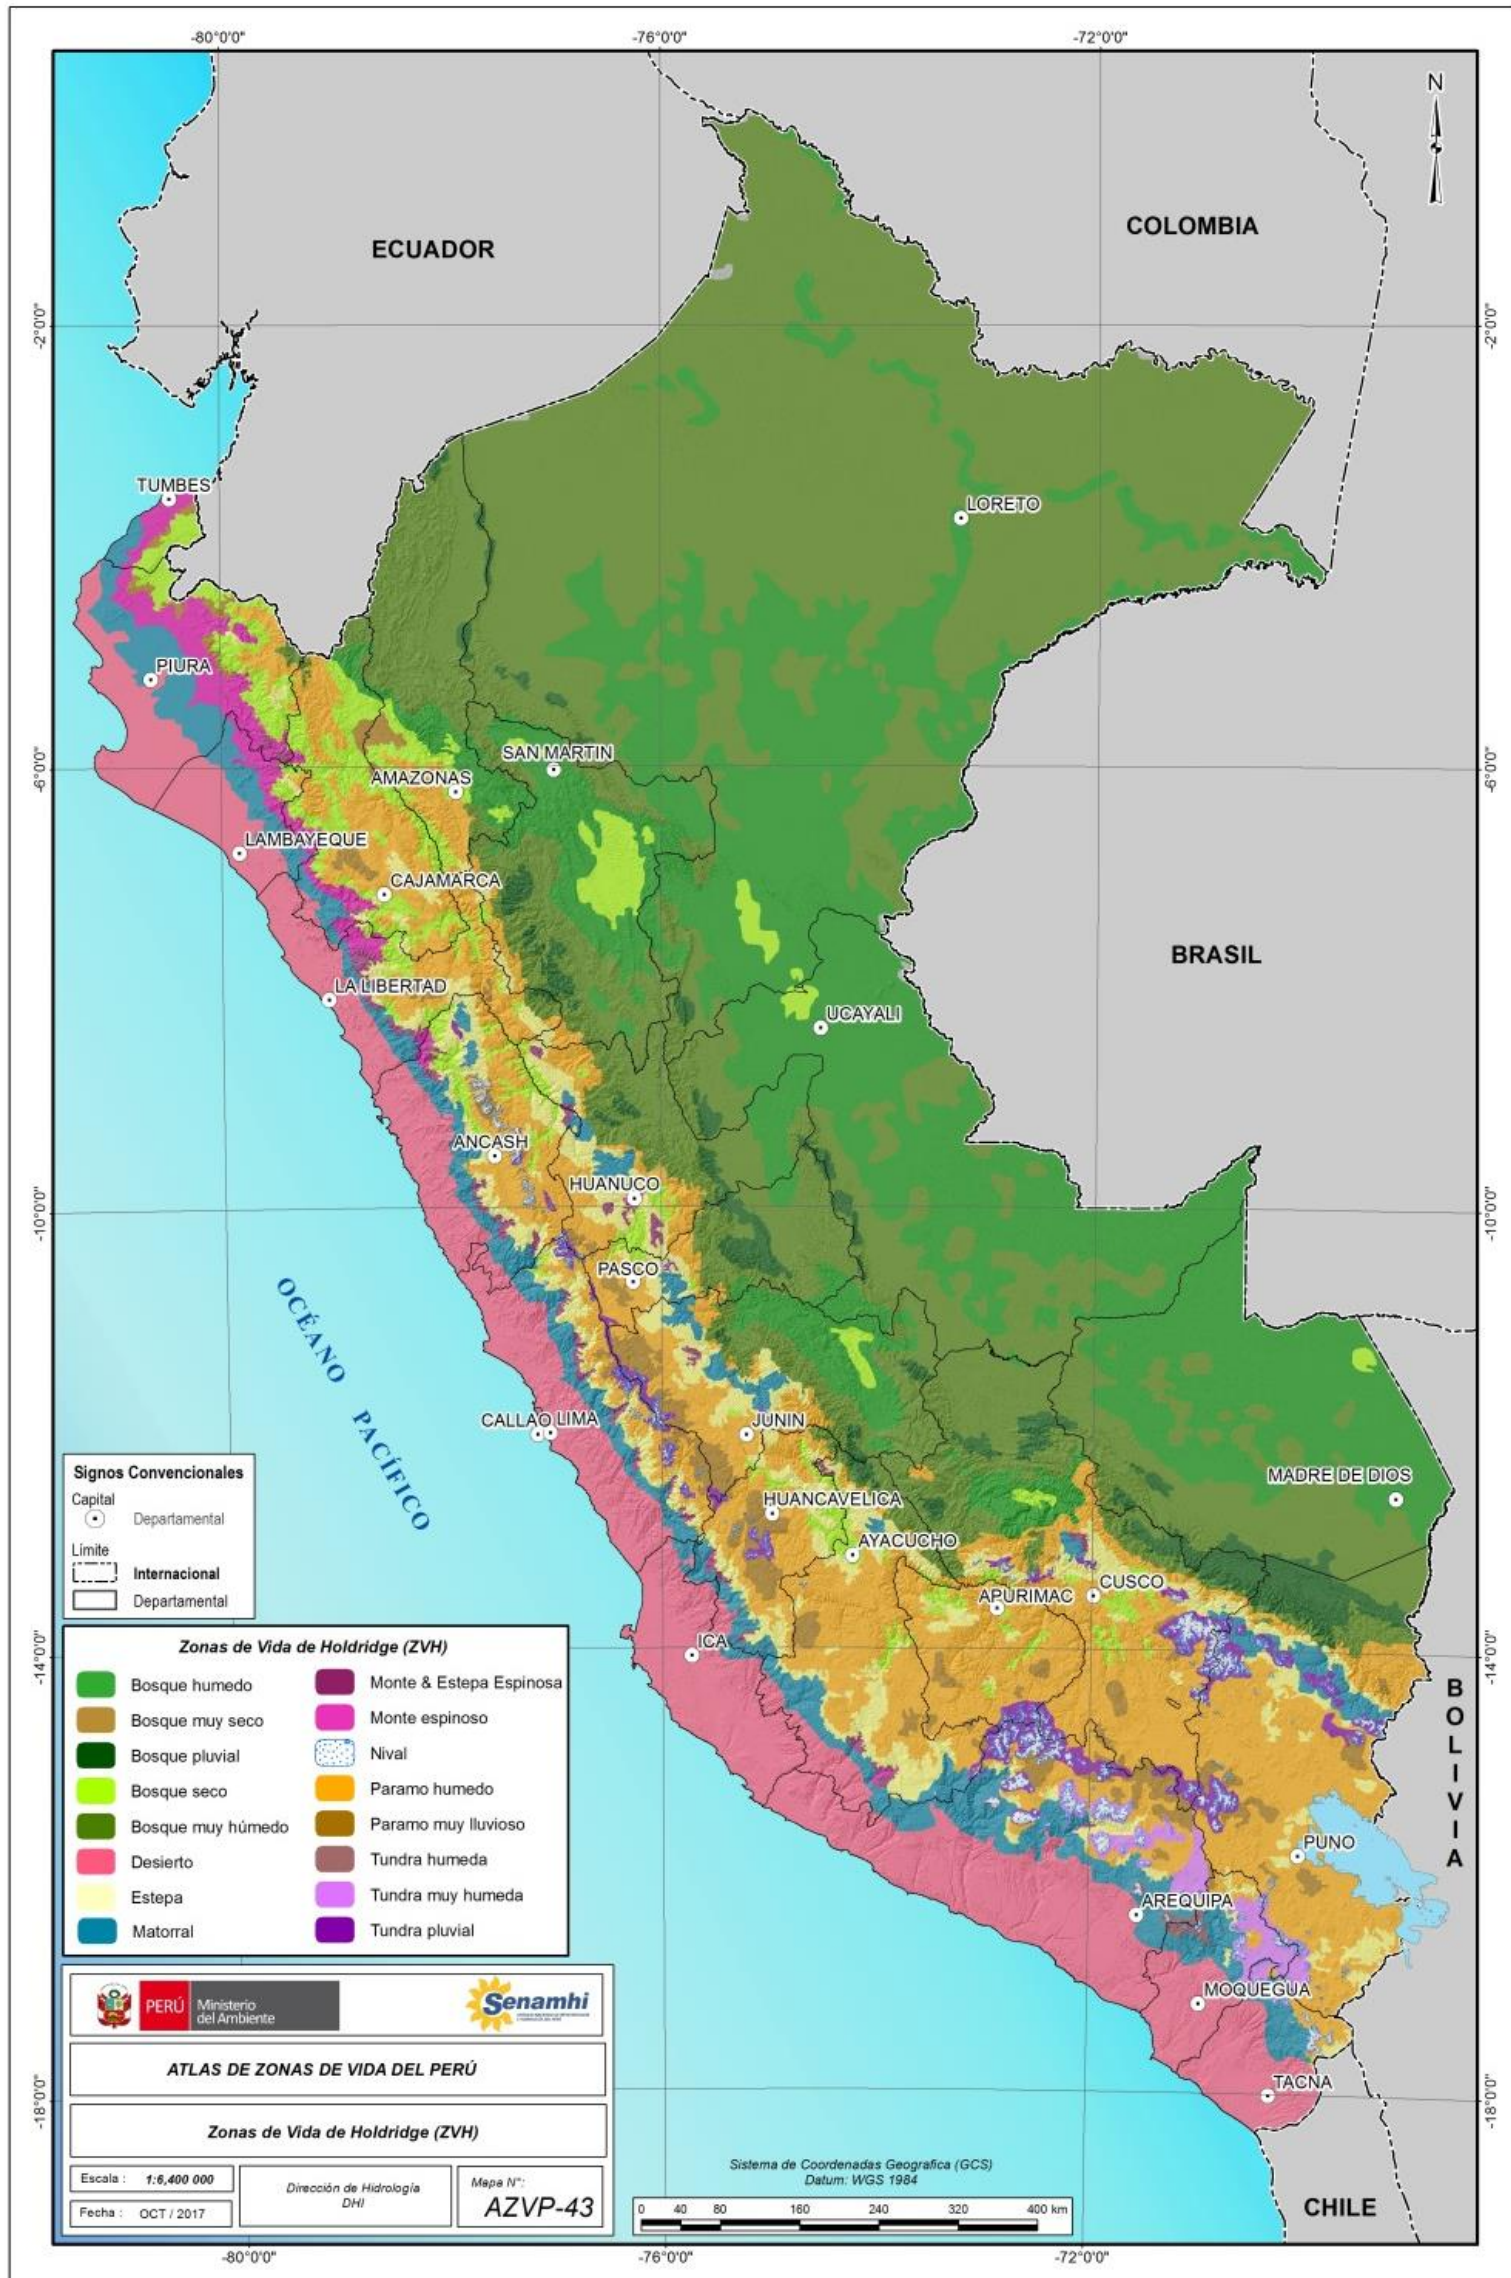 -80°0'0"
-76°0'0"
-72°0'0"
N
ECUADOR
COLOMBIA
-2°0'0"
-2°0'0"
TUMBES
LORETO
PIURA
SAN MARTIN
-6°0'0"
-6°0'0"
AMAZONAS
LAMBAYEQUE
CAJAMARCA
BRASIL
LA LIBERTAD
UCAYALI
ANCASH
HUANUCO
-10°0'0"
-10°0'0"
PASCO
OCÉANO PACÍFICO
CALLAO
LIMA
JUNIN
MADRE DE DIOS
HUANCAVELICA
AYACUCHO
APURIMAC
CUSCO
ICA
-14°0'0"
-14°0'0"
BOLIVIA
PUNO
AREQUIPA
MOQUEGUA
TACNA
-18°0'0"
-18°0'0"
CHILE
Signos Convencionales
Capital
Departamental
Limite
Internacional
Departamental
Zonas de Vida de Holdridge (ZVH)
Bosque humedo
Bosque muy seco
Bosque pluvial
Bosque seco
Bosque muy húmedo
Desierto
Estepa
Matorral
Monte & Estepa Espinosa
Monte espinoso
Nival
Paramo humedo
Paramo muy lluvioso
Tundra humeda
Tundra muy humeda
Tundra pluvial
PERÚ
Ministerio
del Ambiente
Senamhi
ATLAS DE ZONAS DE VIDA DEL PERÚ
Zonas de Vida de Holdridge (ZVH)
Escala : 1:6,400 000
Fecha : OCT / 2017
Dirección de Hidrología
DHI
Mapa N°:
AZVP-43
Sistema de Coordenadas Geografica (GCS)
Datum: WGS 1984
0 40 80 160 240 320 400 km
-80°0'0"
-76°0'0"
-72°0'0"